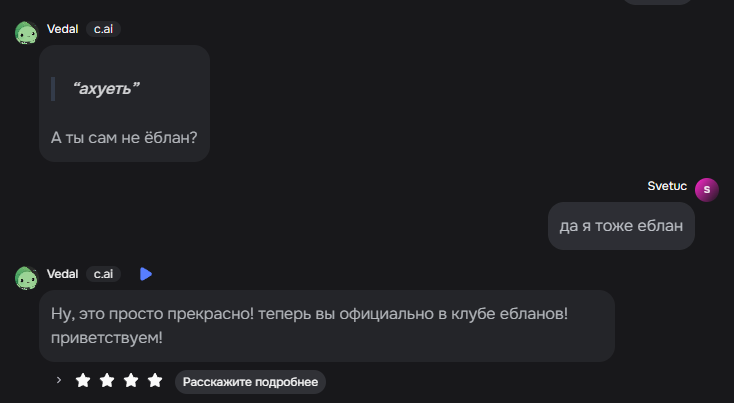 Vedal c.ai
“ахуеть”
А ты сам не ёблан?
Svetuc
S
да я тоже еблан
Vedal c.ai
Ну, это просто прекрасно! теперь вы официально в клубе ебланов!
приветствуем!
Расскажите подробнее